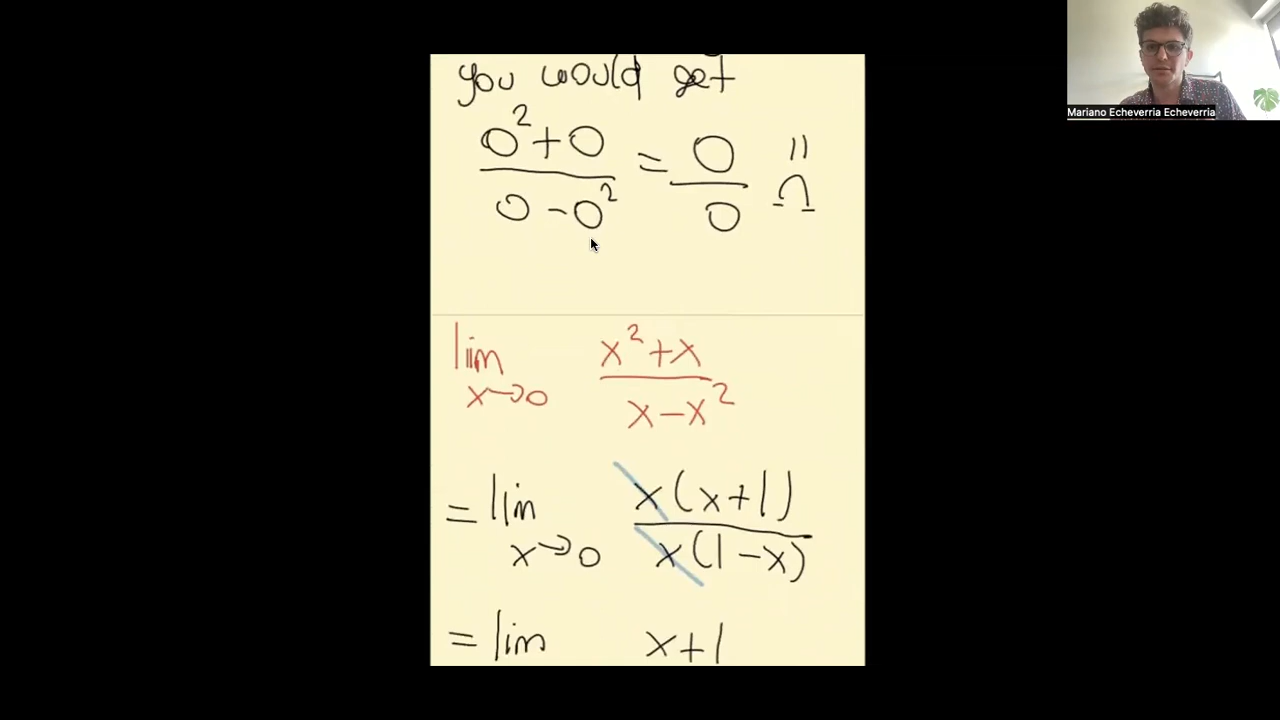 you would get
0²+0 / 0-0² = 0/0
lim x→0 x²+x / x-x²
= lim x→0 x(x+1) / x(1-x)
= lim x+1
Mariano Echeverria Echeverria